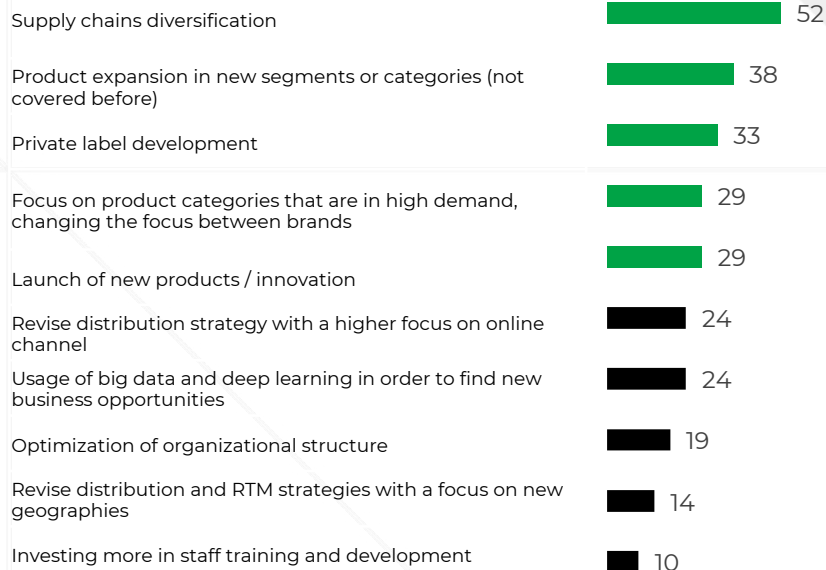 Supply chains diversification
52
Product expansion in new segments or categories (not
covered before)
38
Private label development
33
Focus on product categories that are in high demand,
changing the focus between brands
29
Launch of new products / innovation
29
Revise distribution strategy with a higher focus on online
channel
24
Usage of big data and deep learning in order to find new
business opportunities
24
Optimization of organizational structure
19
Revise distribution and RTM strategies with a focus on new
geographies
14
Investing more in staff training and development
10